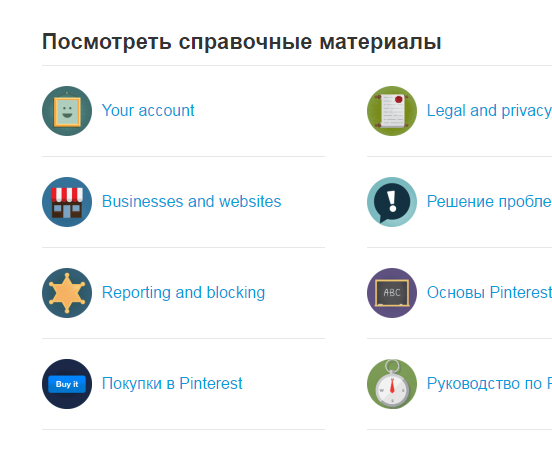 Посмотреть справочные материалы
Your account
Legal and privacy
Businesses and websites
Решение
Reporting and blocking
ABC
Основы Pinterest
Buy it
Покупки в Pinterest
Руководство по